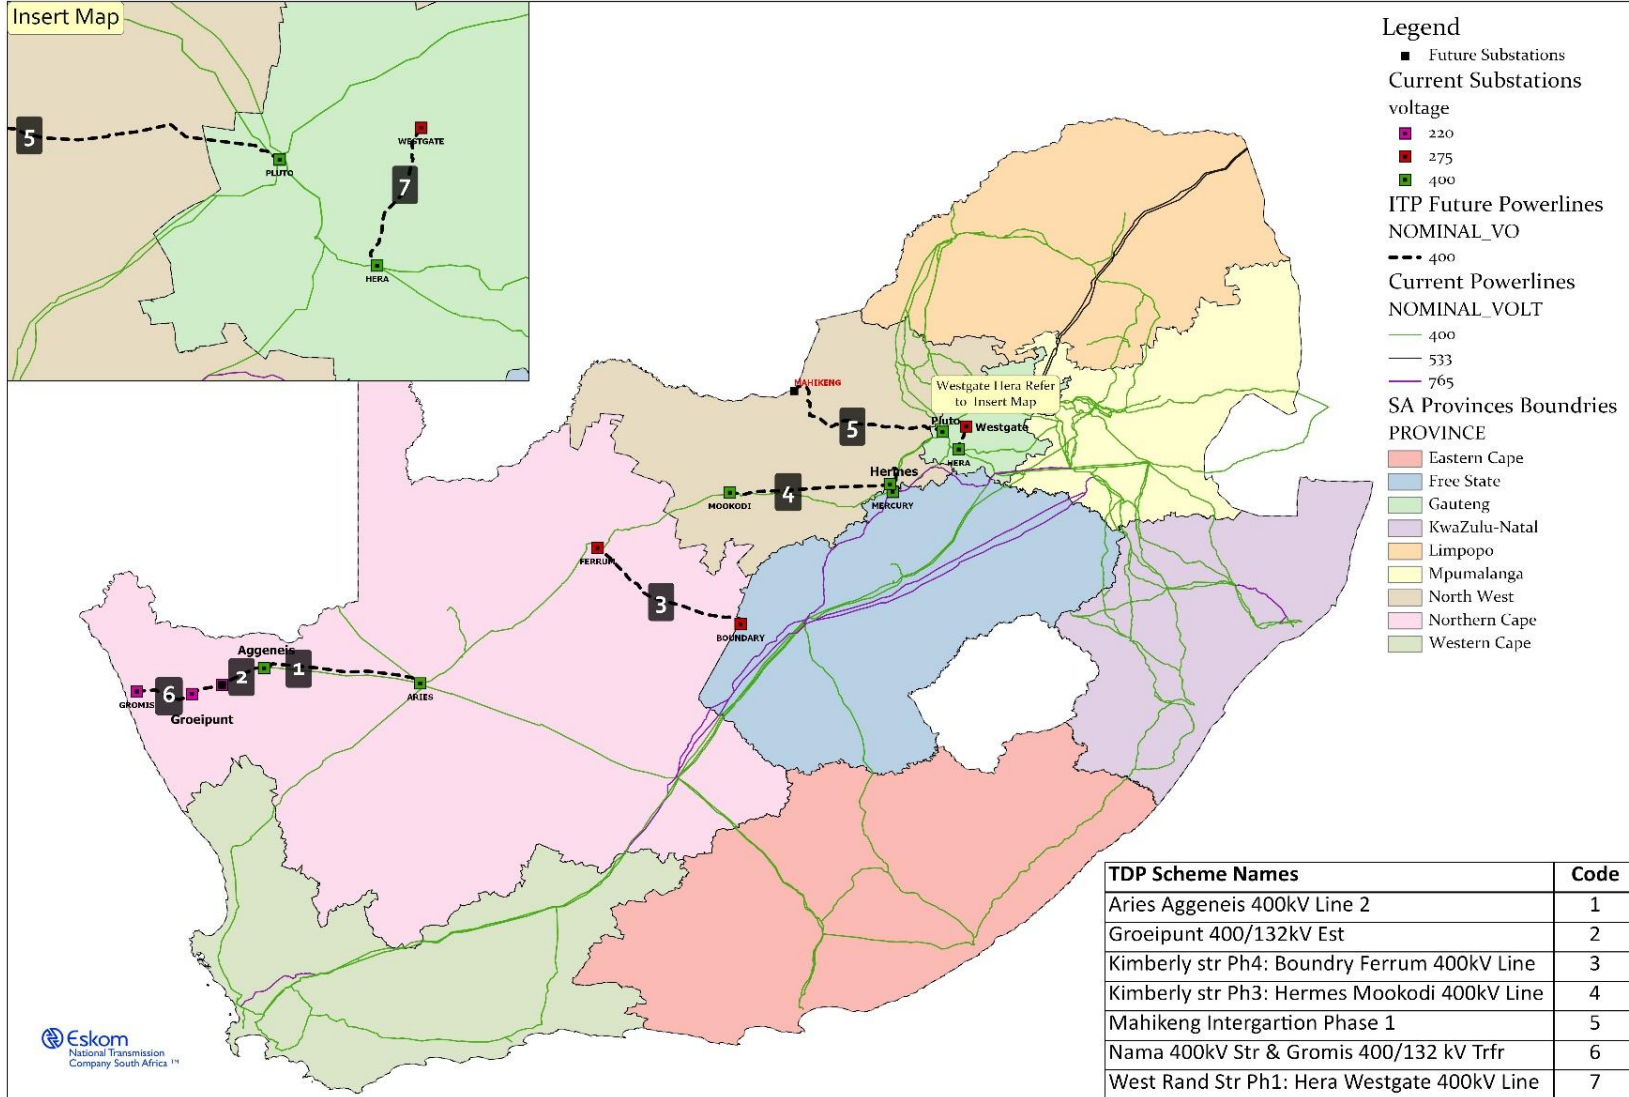 Insert Map
5
WESTGATE
PLUTO
7
HERA
Legend
Future Substations
Current Substations
voltage
220
275
400
ITP Future Powerlines
NOMINAL_VO
400
Current Powerlines
NOMINAL_VOLT
400
533
765
SA Provinces Boundries
PROVINCE
Eastern Cape
Free State
Gauteng
KwaZulu-Natal
Limpopo
Mpumalanga
North West
Northern Cape
Western Cape
MAHIKENG
Westgate Hera Refer
to Insert Map
5
Pluto
Westgate
HERA
Hermes
4
MOOKODI
MERCURY
FERRUM
3
BOUNDARY
Aggeneis
2
1
6
GROMIS
ARIES
Groeipunt
TDP Scheme Names Code
Aries Aggeneis 400kV Line 2 1
Groeipunt 400/132kV Est 2
Kimberly str Ph4: Boundry Ferrum 400kV Line 3
Kimberly str Ph3: Hermes Mookodi 400kV Line 4
Mahikeng Intergartion Phase 1 5
Nama 400kV Str & Gromis 400/132 kV Trfr 6
West Rand Str Ph1: Hera Westgate 400kV Line 7
Eskom
National Transmission
Company South Africa ™